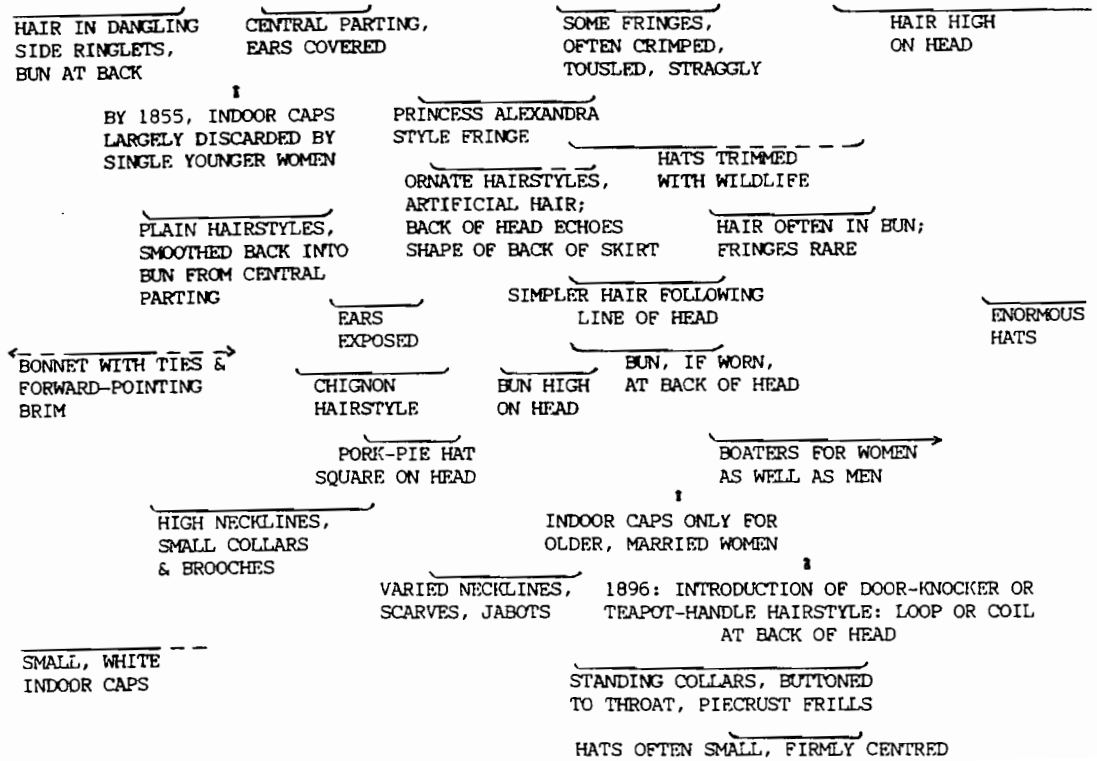 HAIR IN DANGLING
SIDE RINGLETS,
BUN AT BACK
CENTRAL PARTING,
EARS COVERED
SOME FRINGES,
OFTEN CRIMPED,
TOUSLED, STRAGGLY
HAIR HIGH
ON HEAD
BY 1855, INDOOR CAPS
LARGELY DISCARDED BY
SINGLE YOUNGER WOMEN
PRINCESS ALEXANDRA
STYLE FRINGE
HATS TRIMMED
WITH WILDLIFE
ORNATE HAIRSTYLES,
ARTIFICIAL HAIR;
BACK OF HEAD ECHOES
SHAPE OF BACK OF SKIRT
PLAIN HAIRSTYLES,
SMOOTHED BACK INTO
BUN FROM CENTRAL
PARTING
HAIR OFTEN IN BUN;
FRINGES RARE
SIMPLER HAIR FOLLOWING
LINE OF HEAD
EARS
EXPOSED
ENORMOUS
HATS
BONNET WITH TIES &
FORWARD-POINTING
BRIM
CHIGNON
HAIRSTYLE
BUN HIGH
ON HEAD
BUN, IF WORN,
AT BACK OF HEAD
PORK-PIE HAT
SQUARE ON HEAD
BOATERS FOR WOMEN
AS WELL AS MEN
HIGH NECKLINES,
SMALL COLLARS
& BROOCHES
INDOOR CAPS ONLY FOR
OLDER, MARRIED WOMEN
VARIED NECKLINES,
SCARVES, JABOTS
1896: INTRODUCTION OF DOOR-KNOCKER OR
TEAPOT-HANDLE HAIRSTYLE: LOOP OR COIL
AT BACK OF HEAD
SMALL, WHITE
INDOOR CAPS
STANDING COLLARS, BUTTONED
TO THROAT, PIECRUST FRILLS
HATS OFTEN SMALL, FIRMLY CENTRED